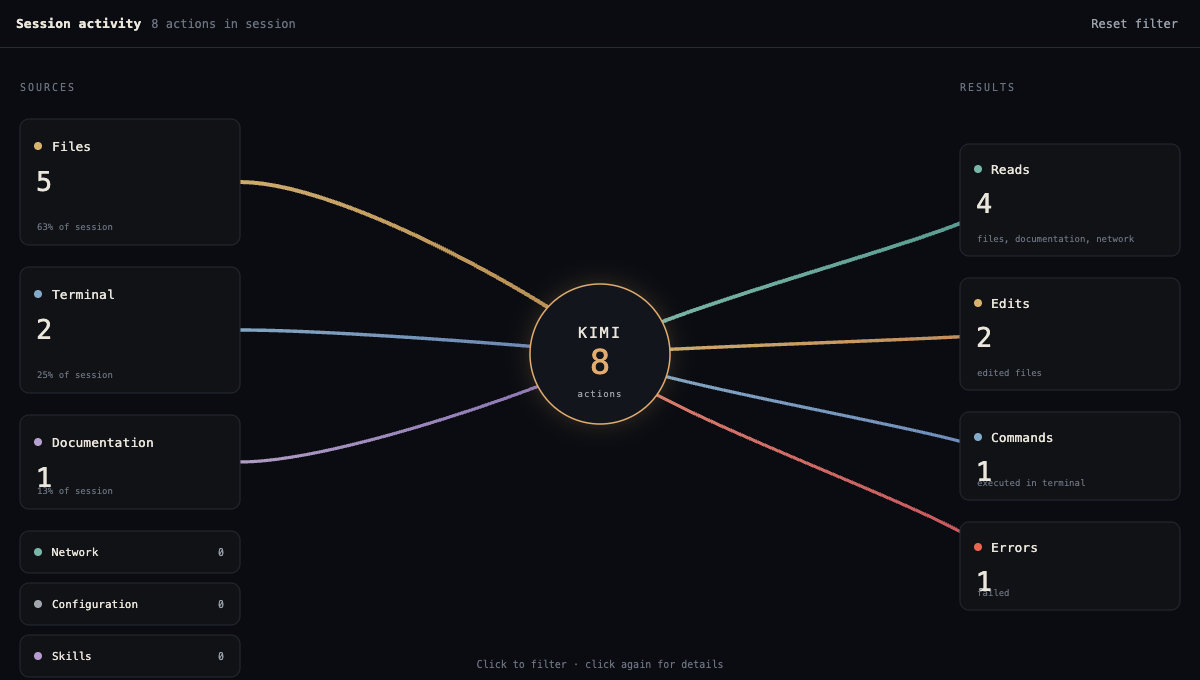 Session activity 8 actions in session
Reset filter
SOURCES
Files
5
63% of session
Terminal
2
25% of session
Documentation
1
13% of session
Network 0
Configuration 0
Skills 0
KIMI
8
actions
RESULTS
Reads
4
files, documentation, network
Edits
2
edited files
Commands
1
executed in terminal
Errors
1
failed
Click to filter · click again for details